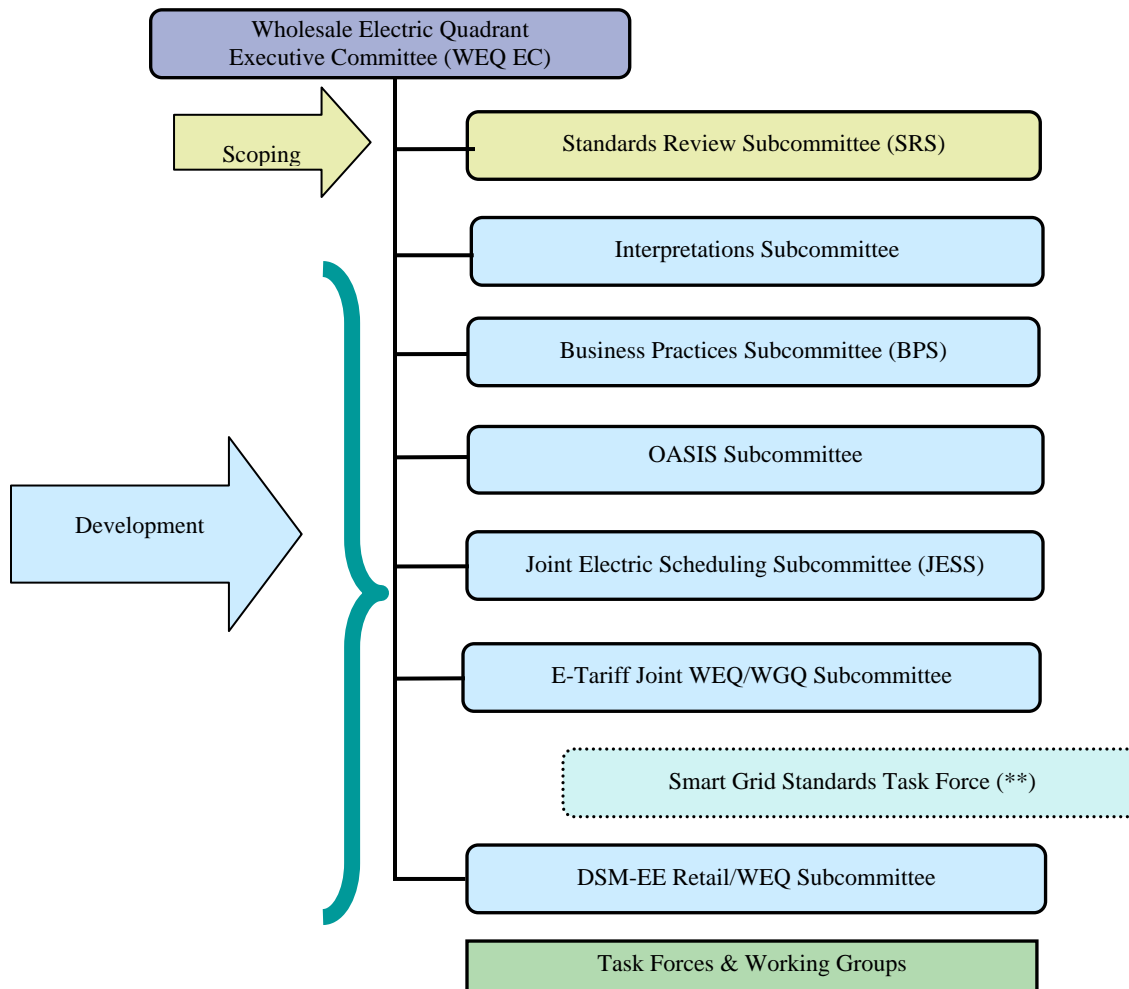 Wholesale Electric Quadrant
Executive Committee (WEQ EC)
Scoping
Standards Review Subcommittee (SRS)
Interpretations Subcommittee
Business Practices Subcommittee (BPS)
OASIS Subcommittee
Development
Joint Electric Scheduling Subcommittee (JESS)
E-Tariff Joint WEQ/WGQ Subcommittee
Smart Grid Standards Task Force (**)
DSM-EE Retail/WEQ Subcommittee
Task Forces & Working Groups